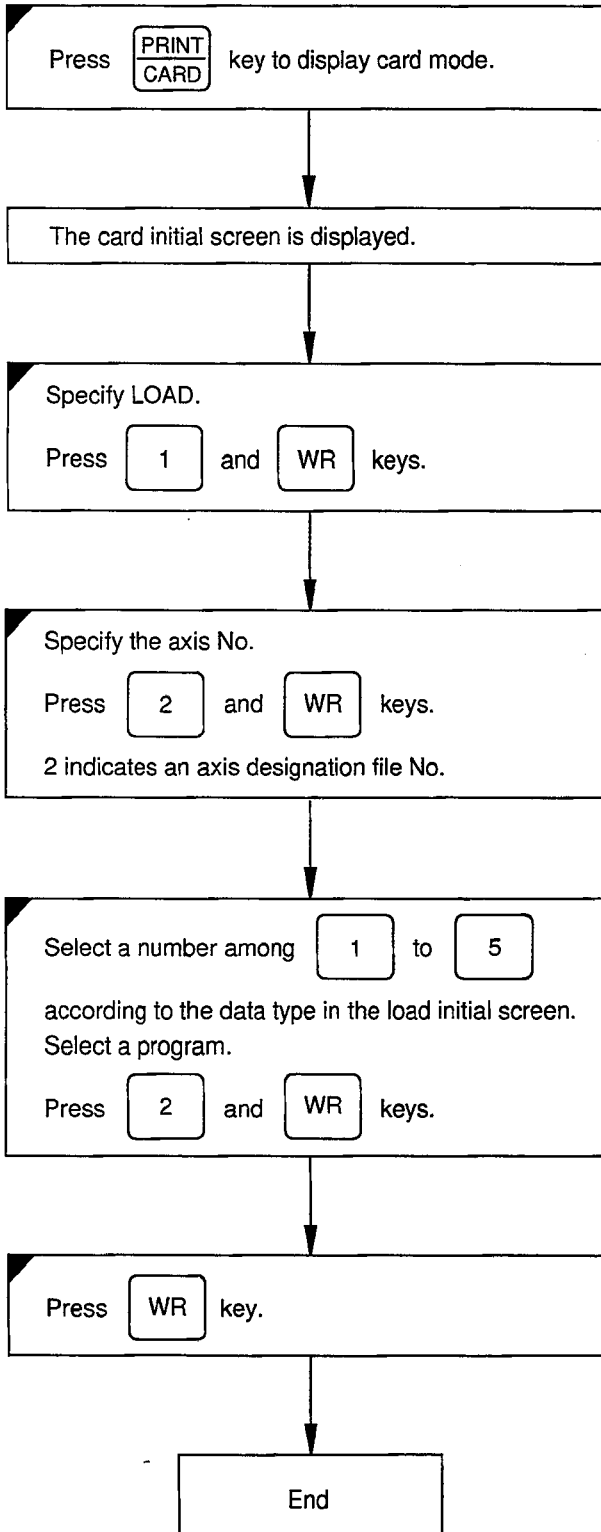 Press PRINT CARD key to display card mode.
The card initial screen is displayed.
Specify LOAD.
Press 1 and WR keys.
Specify the axis No.
Press 2 and WR keys.
2 indicates an axis designation file No.
Select a number among 1 to 5
according to the data type in the load initial screen.
Select a program.
Press 2 and WR keys.
Press WR key.
End